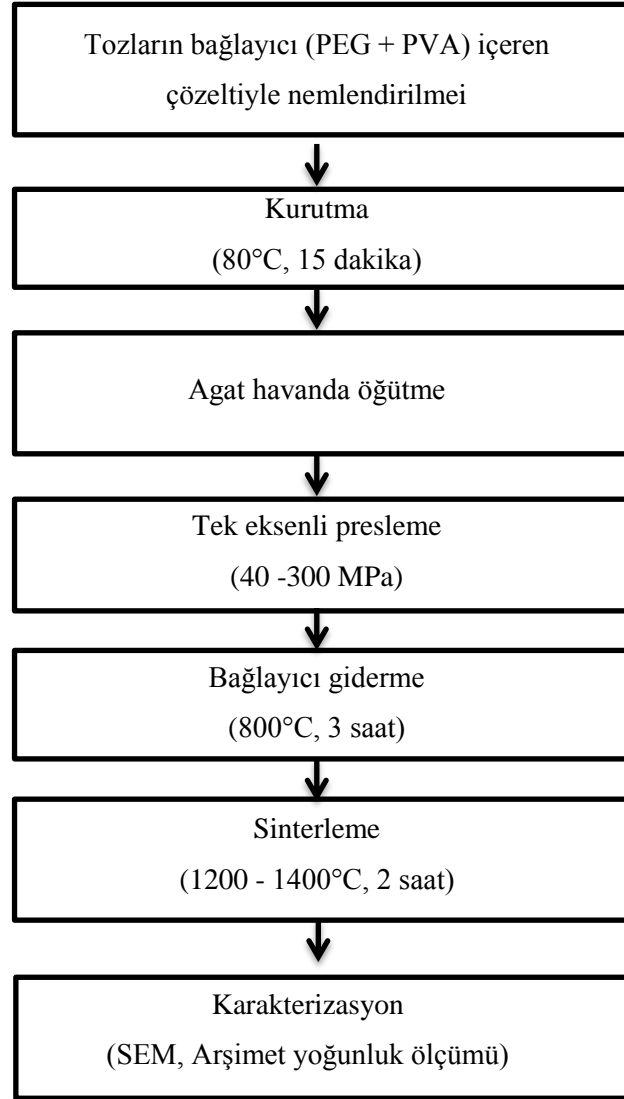 Tozların bağlayıcı (PEG + PVA) içeren
çözeltiyle nemlendirilmei
Kurutma
(80°C, 15 dakika)
Agat havanda öğütme
Tek eksenli presleme
(40 -300 MPa)
Bağlayıcı giderme
(800°C, 3 saat)
Sinterleme
(1200 - 1400°C, 2 saat)
Karakterizasyon
(SEM, Arşimet yoğunluk ölçümü)